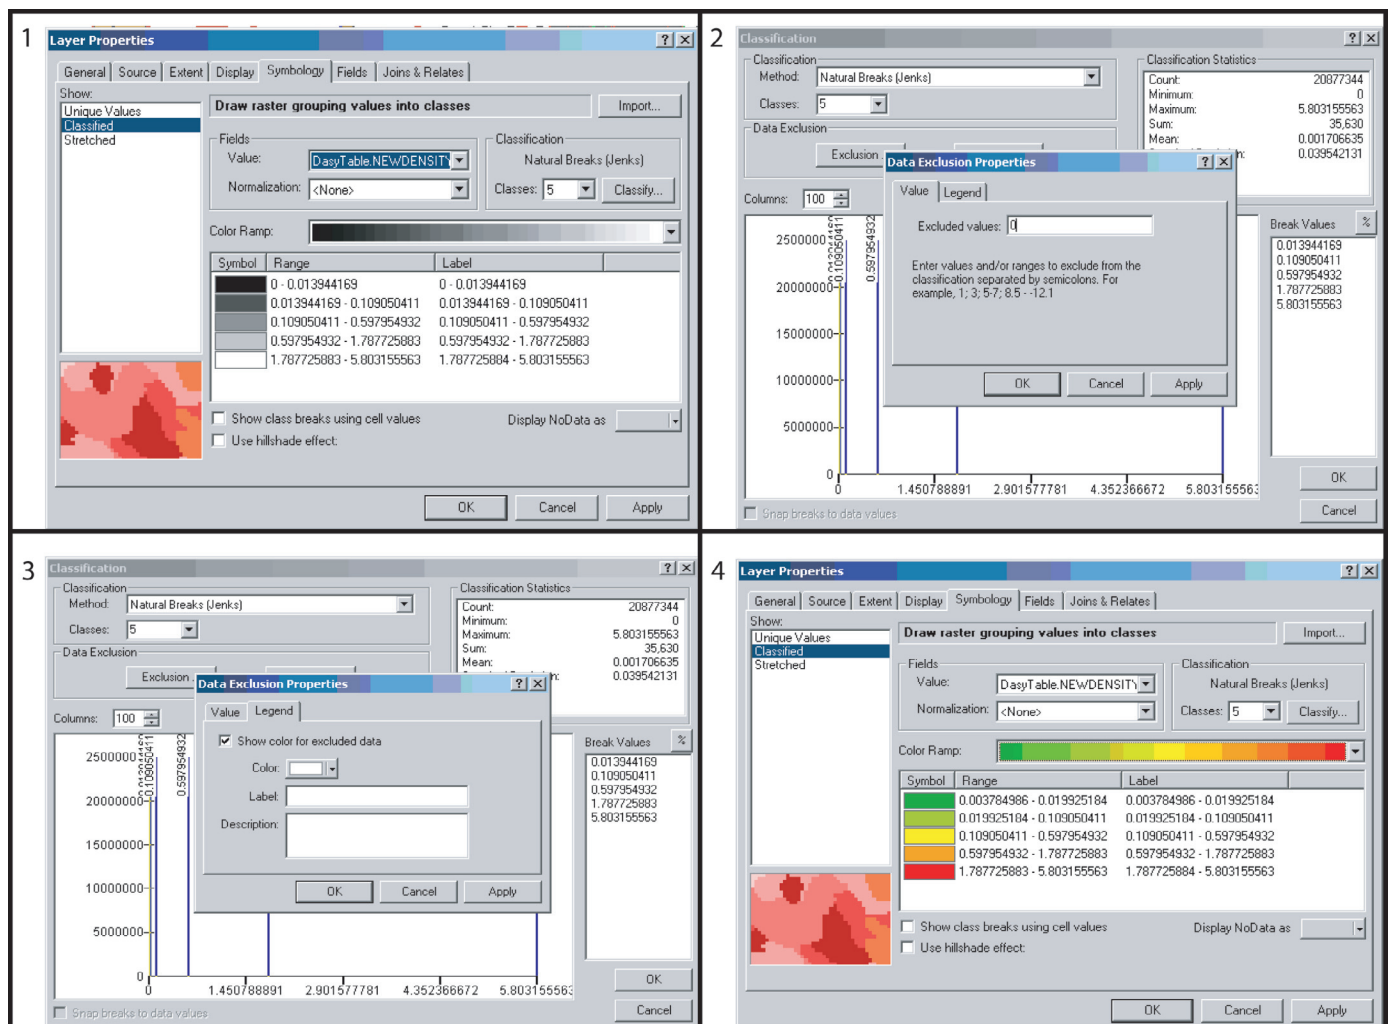 1
Layer Properties
General Source Extent Display Symbology Fields Joins & Relates
Show:
Unique Values
Classified
Stretched
Draw raster grouping values into classes
Import...
Fields
Value: DasyTable.NEWDENSITY
Normalization: <None>
Classification
Natural Breaks (Jenks)
Classes: 5 Classify...
Color Ramp:
Symbol Range Label
0 - 0.013944169 0 - 0.013944169
0.013944169 - 0.109050411 0.013944169 - 0.109050411
0.109050411 - 0.597954932 0.109050411 - 0.597954932
0.597954932 - 1.787725883 0.597954932 - 1.787725883
1.787725883 - 5.803155563 1.787725884 - 5.803155563
Show class breaks using cell values
Display NoData as
Use hillshade effect:
OK Cancel Apply
2
Classification
Classification
Method: Natural Breaks (Jenks)
Classes: 5
Data Exclusion
Exclusion
Classification Statistics
Count: 20877344
Minimum: 0
Maximum: 5.803155563
Sum: 35,630
Mean: 0.001706635
0.039542131
Data Exclusion Properties
Value Legend
Excluded values: 0
Enter values and/or ranges to exclude from the
classification separated by semicolons. For
example, 1; 3; 5-7; 8.5 - -12.1
OK Cancel Apply
Columns: 100
0.109050411
0.597954932
25000000
20000000
15000000
10000000
5000000
0
0 1.450788891 2.901577781 4.352366672 5.803155563
Break Values %
0.013944169
0.109050411
0.597954932
1.787725883
5.803155563
OK
Cancel
Snap breaks to data values
3
Classification
Classification
Method: Natural Breaks (Jenks)
Classes: 5
Data Exclusion
Exclusion
Classification Statistics
Count: 20877344
Minimum: 0
Maximum: 5.803155563
Sum: 35,630
Mean: 0.001706635
0.039542131
Data Exclusion Properties
Value Legend
Show color for excluded data
Color:
Label:
Description:
OK Cancel Apply
Columns: 100
0.109050411
0.597954932
25000000
20000000
15000000
10000000
5000000
0
0 1.450788891 2.901577781 4.352366672 5.803155563
Break Values %
0.013944169
0.109050411
0.597954932
1.787725883
5.803155563
OK
Cancel
Snap breaks to data values
4
Layer Properties
General Source Extent Display Symbology Fields Joins & Relates
Show:
Unique Values
Classified
Stretched
Draw raster grouping values into classes
Import...
Fields
Value: DasyTable.NEWDENSITY
Normalization: <None>
Classification
Natural Breaks (Jenks)
Classes: 5 Classify...
Color Ramp:
Symbol Range Label
0.003784986 - 0.019925184 0.003784986 - 0.019925184
0.019925184 - 0.109050411 0.019925184 - 0.109050411
0.109050411 - 0.597954932 0.109050411 - 0.597954932
0.597954932 - 1.787725883 0.597954932 - 1.787725883
1.787725883 - 5.803155563 1.787725884 - 5.803155563
Show class breaks using cell values
Display NoData as
Use hillshade effect:
OK Cancel Apply